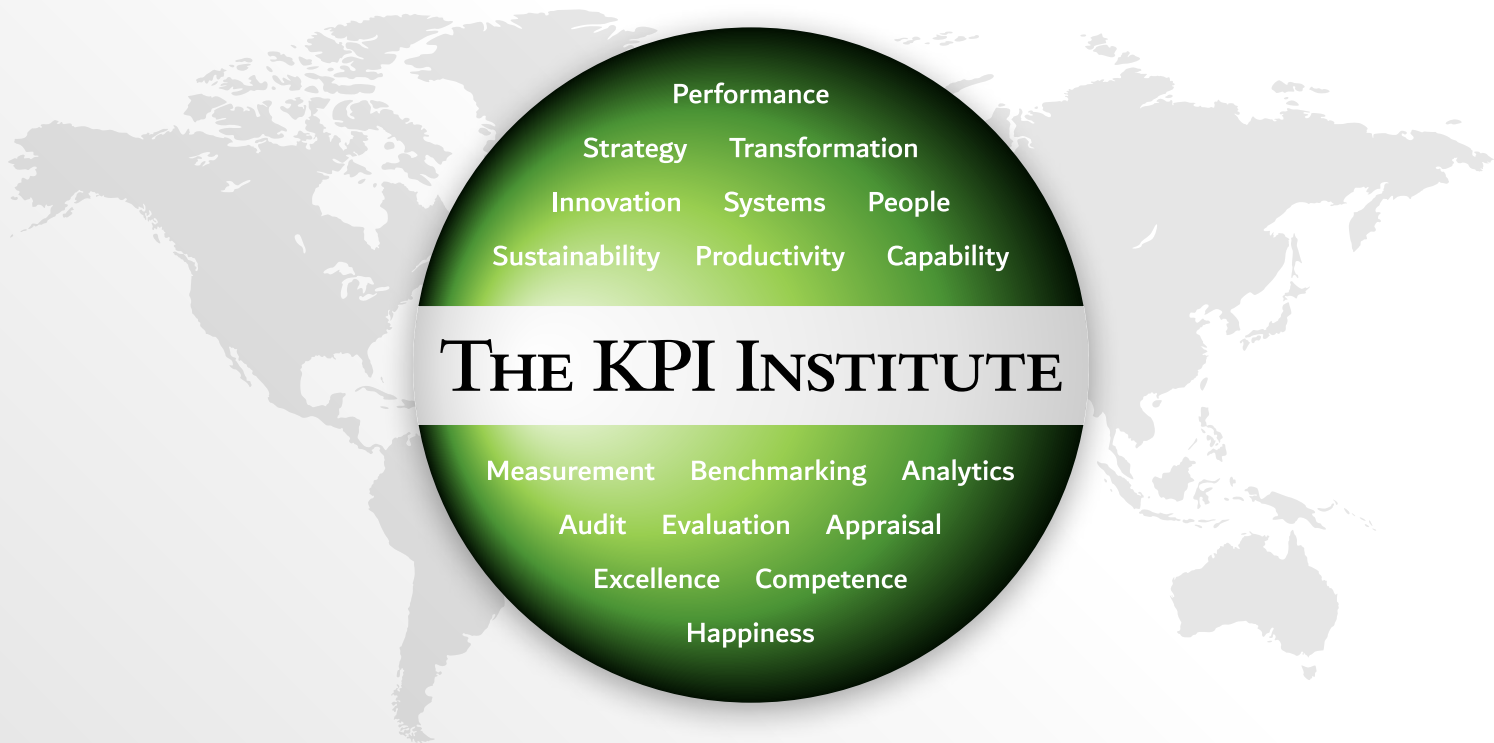 Performance
Strategy Transformation
Innovation Systems People
Sustainability Productivity Capability
The KPI Institute
Measurement Benchmarking Analytics
Audit Evaluation Appraisal
Excellence Competence
Happiness